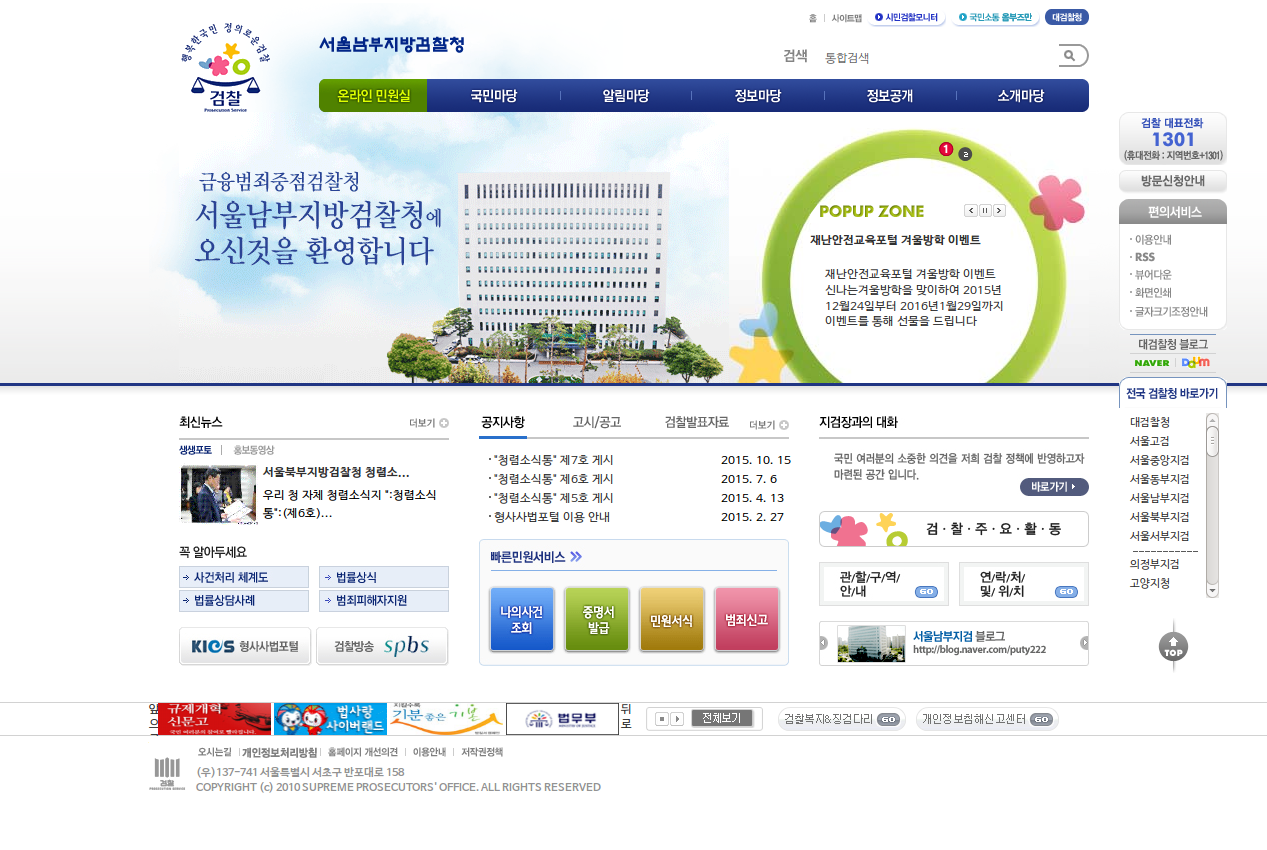 행복한국민 정의로운검찰
검찰
Prosecution Service
서울남부지방검찰청
홈 사이트맵 시민검찰모니터 국민소통 옴부즈만 대검찰청
검색 통합검색
온라인 민원실 국민마당 알림마당 정보마당 정보공개 소개마당
금융범죄중점검찰청
서울남부지방검찰청에
오신것을 환영합니다
1 2
POPUP ZONE
재난안전교육포털 겨울방학 이벤트
재난안전교육포털 겨울방학 이벤트
신나는겨울방학을 맞이하여 2015년
12월24일부터 2016년1월29일까지
이벤트를 통해 선물을 드립니다
검찰 대표전화
1301
(휴대전화 : 지역번호+1301)
방문신청안내
편의서비스
· 이용안내
· RSS
· 뷰어다운
· 화면인쇄
· 글자크기조정안내
대검찰청 블로그
NAVER Daum
전국 검찰청 바로가기
대검찰청
서울고검
서울중앙지검
서울동부지검
서울남부지검
서울북부지검
서울서부지검
-----------
의정부지검
고양지청
TOP
최신뉴스 더보기
생생포토 홍보동영상
서울북부지방검찰청 청렴소...
우리 청 자체 청렴소식지 ":청렴소식
통":(제6호)...
꼭 알아두세요
사건처리 체계도 법률상식
법률상담사례 범죄피해자지원
KICS 형사사법포털 검찰방송 spbs
공지사항 고시/공고 검찰발표자료 더보기
· "청렴소식통" 제7호 게시 2015. 10. 15
· "청렴소식통" 제6호 게시 2015. 7. 6
· "청렴소식통" 제5호 게시 2015. 4. 13
· 형사사법포털 이용 안내 2015. 2. 27
빠른민원서비스
나의사건
조회
증명서
발급
민원서식
범죄신고
지검장과의 대화
국민 여러분의 소중한 의견을 저희 검찰 정책에 반영하고자
마련된 공간 입니다.
바로가기
검·찰·주·요·활·동
관/할/구/역/
안/내 GO
연/락/처/
및/ 위/치 GO
서울남부지검 블로그
http://blog.naver.com/puty222
앞
으
규제개혁
신문고
법사랑
사이버랜드
지킬수록
기분좋은 기본
법무부
뒤
로
전체보기
검찰복지&징검다리 GO
개인정보침해신고센터 GO
오시는길 개인정보처리방침 홈페이지 개선의견 이용안내 저작권정책
검찰
PROSECUTION SERVICE
(우)137-741 서울특별시 서초구 반포대로 158
COPYRIGHT (c) 2010 SUPREME PROSECUTORS' OFFICE. ALL RIGHTS RESERVED